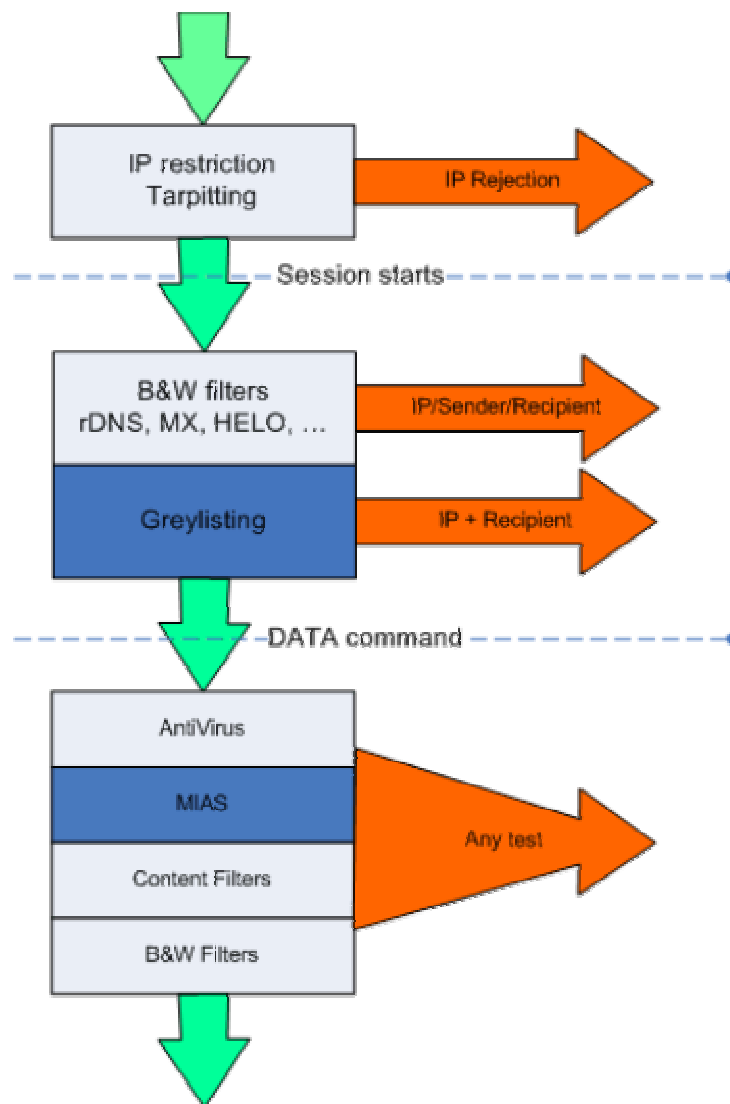 IP restriction
Tarpitting
IP Rejection
Session starts
B&W filters
rDNS, MX, HELO, ...
IP/Sender/Recipient
Greylisting
IP + Recipient
DATA command
AntiVirus
MIAS
Any test
Content Filters
B&W Filters